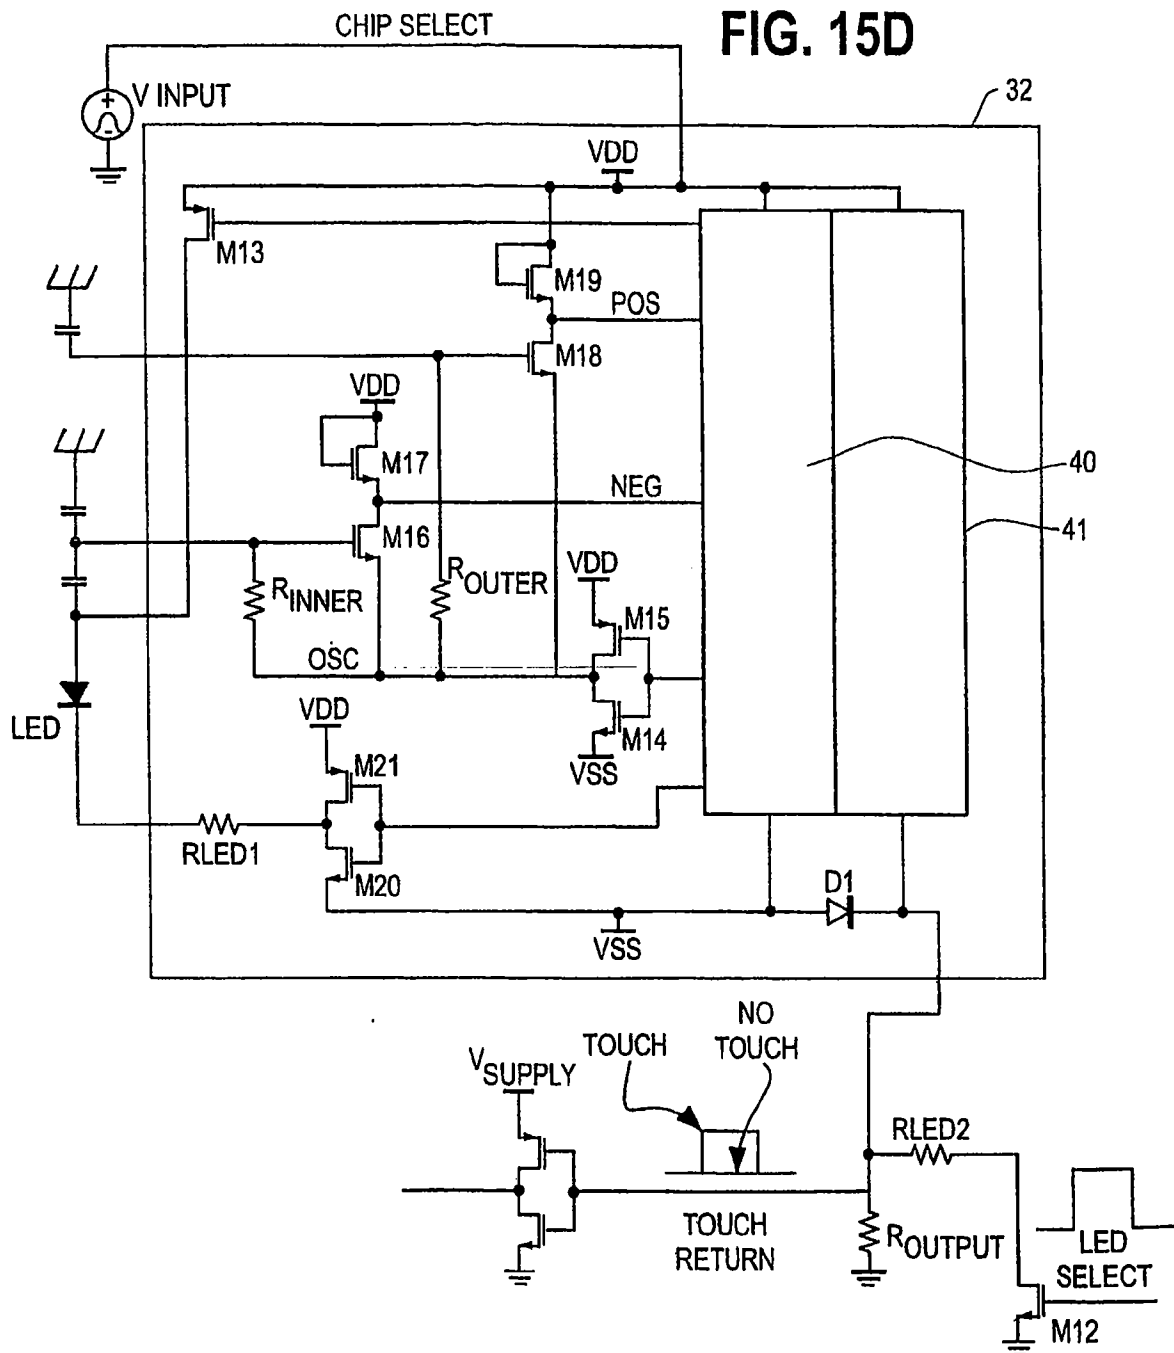 FIG. 15D
CHIP SELECT
V INPUT
+
-
32
VDD
M13
M19
POS
M18
VDD
M17
NEG
M16
40
41
RINNER
ROUTER
VDD
M15
OSC
M14
VSS
LED
VDD
M21
RLED1
M20
D1
VSS
NO
TOUCH
TOUCH
VSUPPLY
RLED2
TOUCH
RETURN
ROUTPUT
LED
SELECT
M12